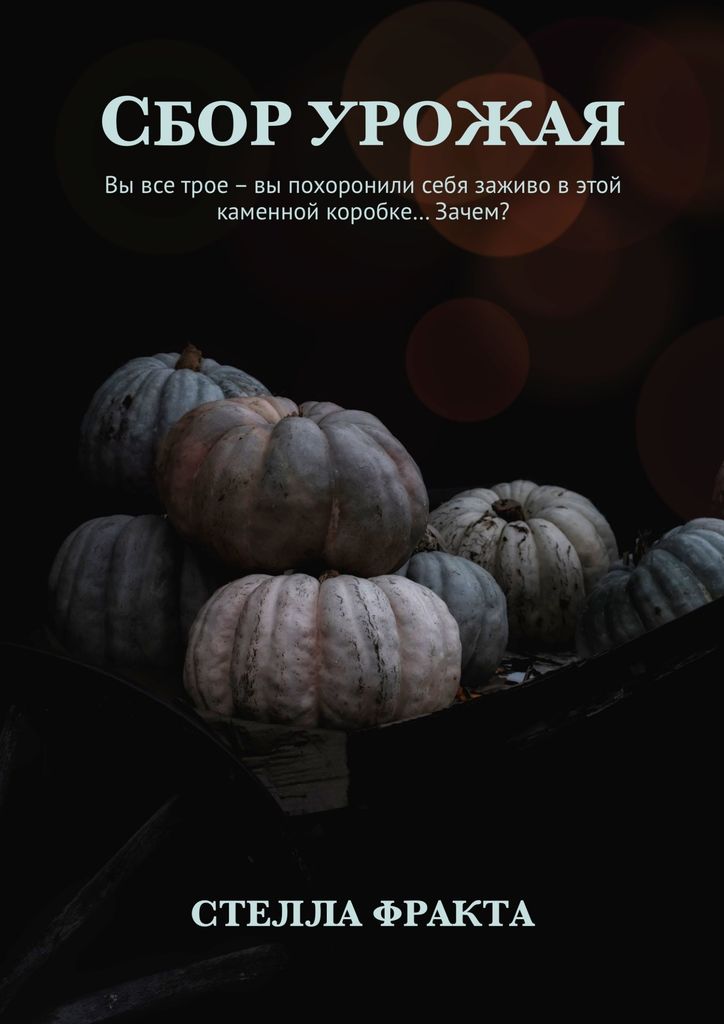 СБОР УРОЖАЯ
Вы все трое – вы похоронили себя заживо в этой
каменной коробке... Зачем?
СТЕЛЛА ФРАКТА